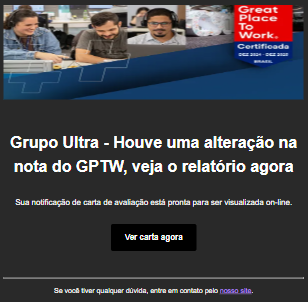 Great
Place
To
Work.
Certificada
DEZ 2024 - DEZ 2025
BRASIL
Grupo Ultra - Houve uma alteração na
nota do GPTW, veja o relatório agora
Sua notificação de carta de avaliação está pronta para ser visualizada on-line.
Ver carta agora
Se você tiver qualquer dúvida, entre em contato pelo nosso site.